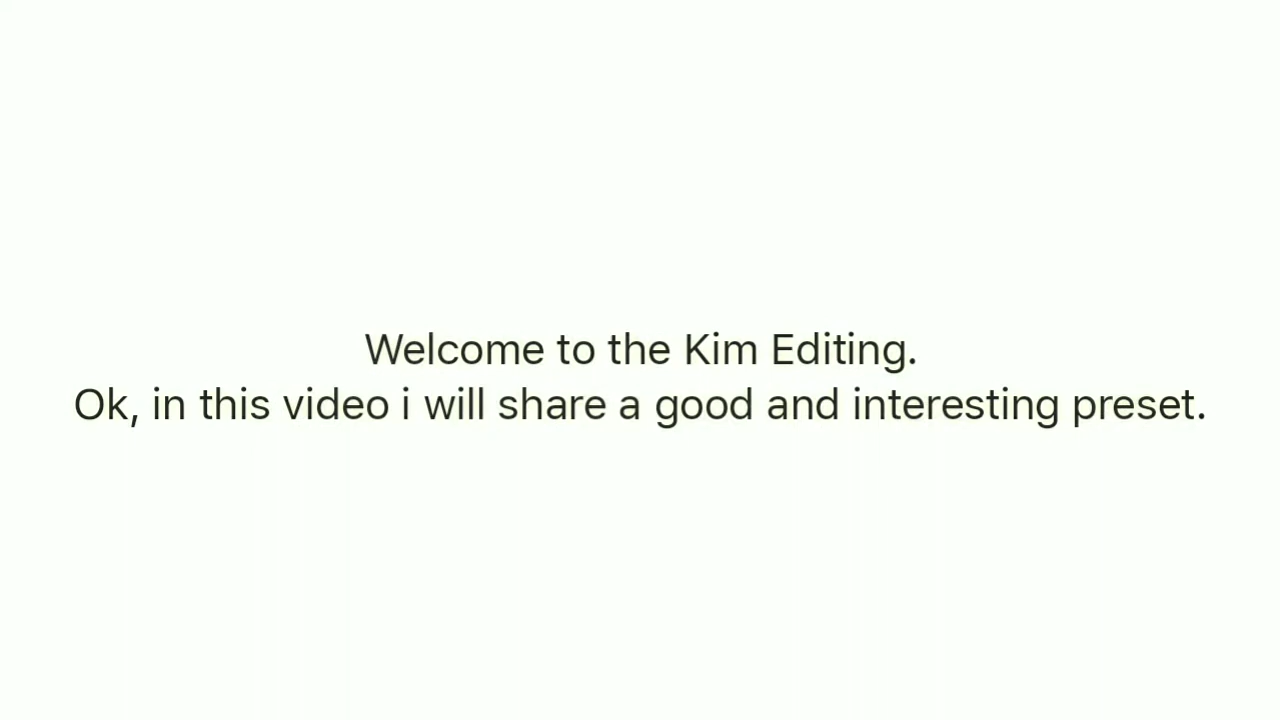 Welcome to the Kim Editing.
Ok, in this video i will share a good and interesting preset.